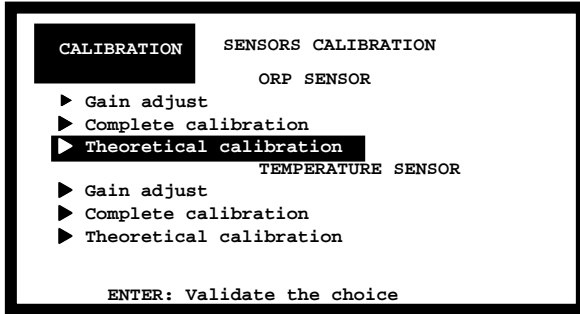 CALIBRATION SENSORS CALIBRATION
ORP SENSOR
Gain adjust
Complete calibration
Theoretical calibration
TEMPERATURE SENSOR
Gain adjust
Complete calibration
Theoretical calibration
ENTER: Validate the choice